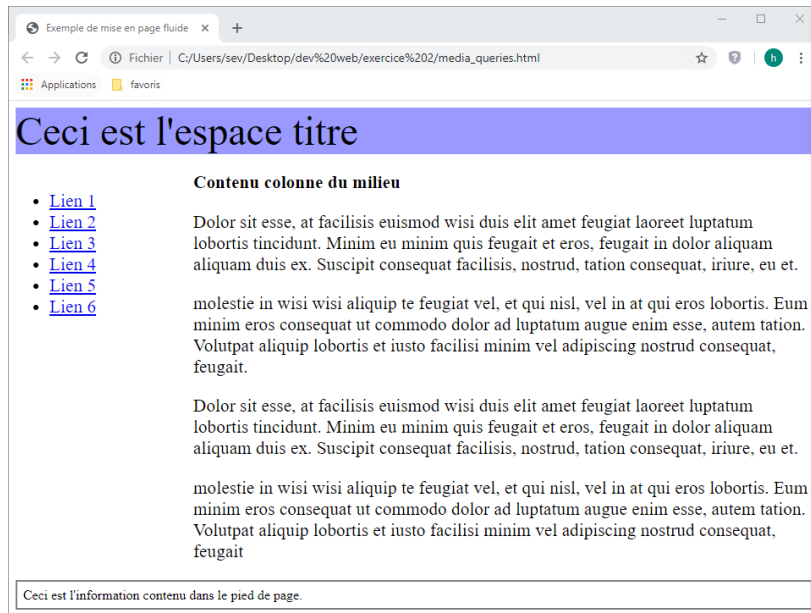 Exemple de mise en page fluide
Fichier C:/Users/sev/Desktop/dev%20web/exercice%202/media_queries.html
h
Applications favoris
Ceci est l'espace titre
Lien 1
Lien 2
Lien 3
Lien 4
Lien 5
Lien 6
Contenu colonne du milieu
Dolor sit esse, at facilisis euismod wisi duis elit amet feugiat laoreet luptatum
lobortis tincidunt. Minim eu minim quis feugait et eros, feugait in dolor aliquam
aliquam duis ex. Suscipit consequat facilisis, nostrud, tation consequat, iriure, eu et.
molestie in wisi wisi aliquip te feugiat vel, et qui nisl, vel in at qui eros lobortis. Eum
minim eros consequat ut commodo dolor ad luptatum augue enim esse, autem tation.
Volutpat aliquip lobortis et iusto facilisi minim vel adipiscing nostrud consequat,
feugait.
Dolor sit esse, at facilisis euismod wisi duis elit amet feugiat laoreet luptatum
lobortis tincidunt. Minim eu minim quis feugait et eros, feugait in dolor aliquam
aliquam duis ex. Suscipit consequat facilisis, nostrud, tation consequat, iriure, eu et.
molestie in wisi wisi aliquip te feugiat vel, et qui nisl, vel in at qui eros lobortis. Eum
minim eros consequat ut commodo dolor ad luptatum augue enim esse, autem tation.
Volutpat aliquip lobortis et iusto facilisi minim vel adipiscing nostrud consequat,
feugait
Ceci est l'information contenu dans le pied de page.